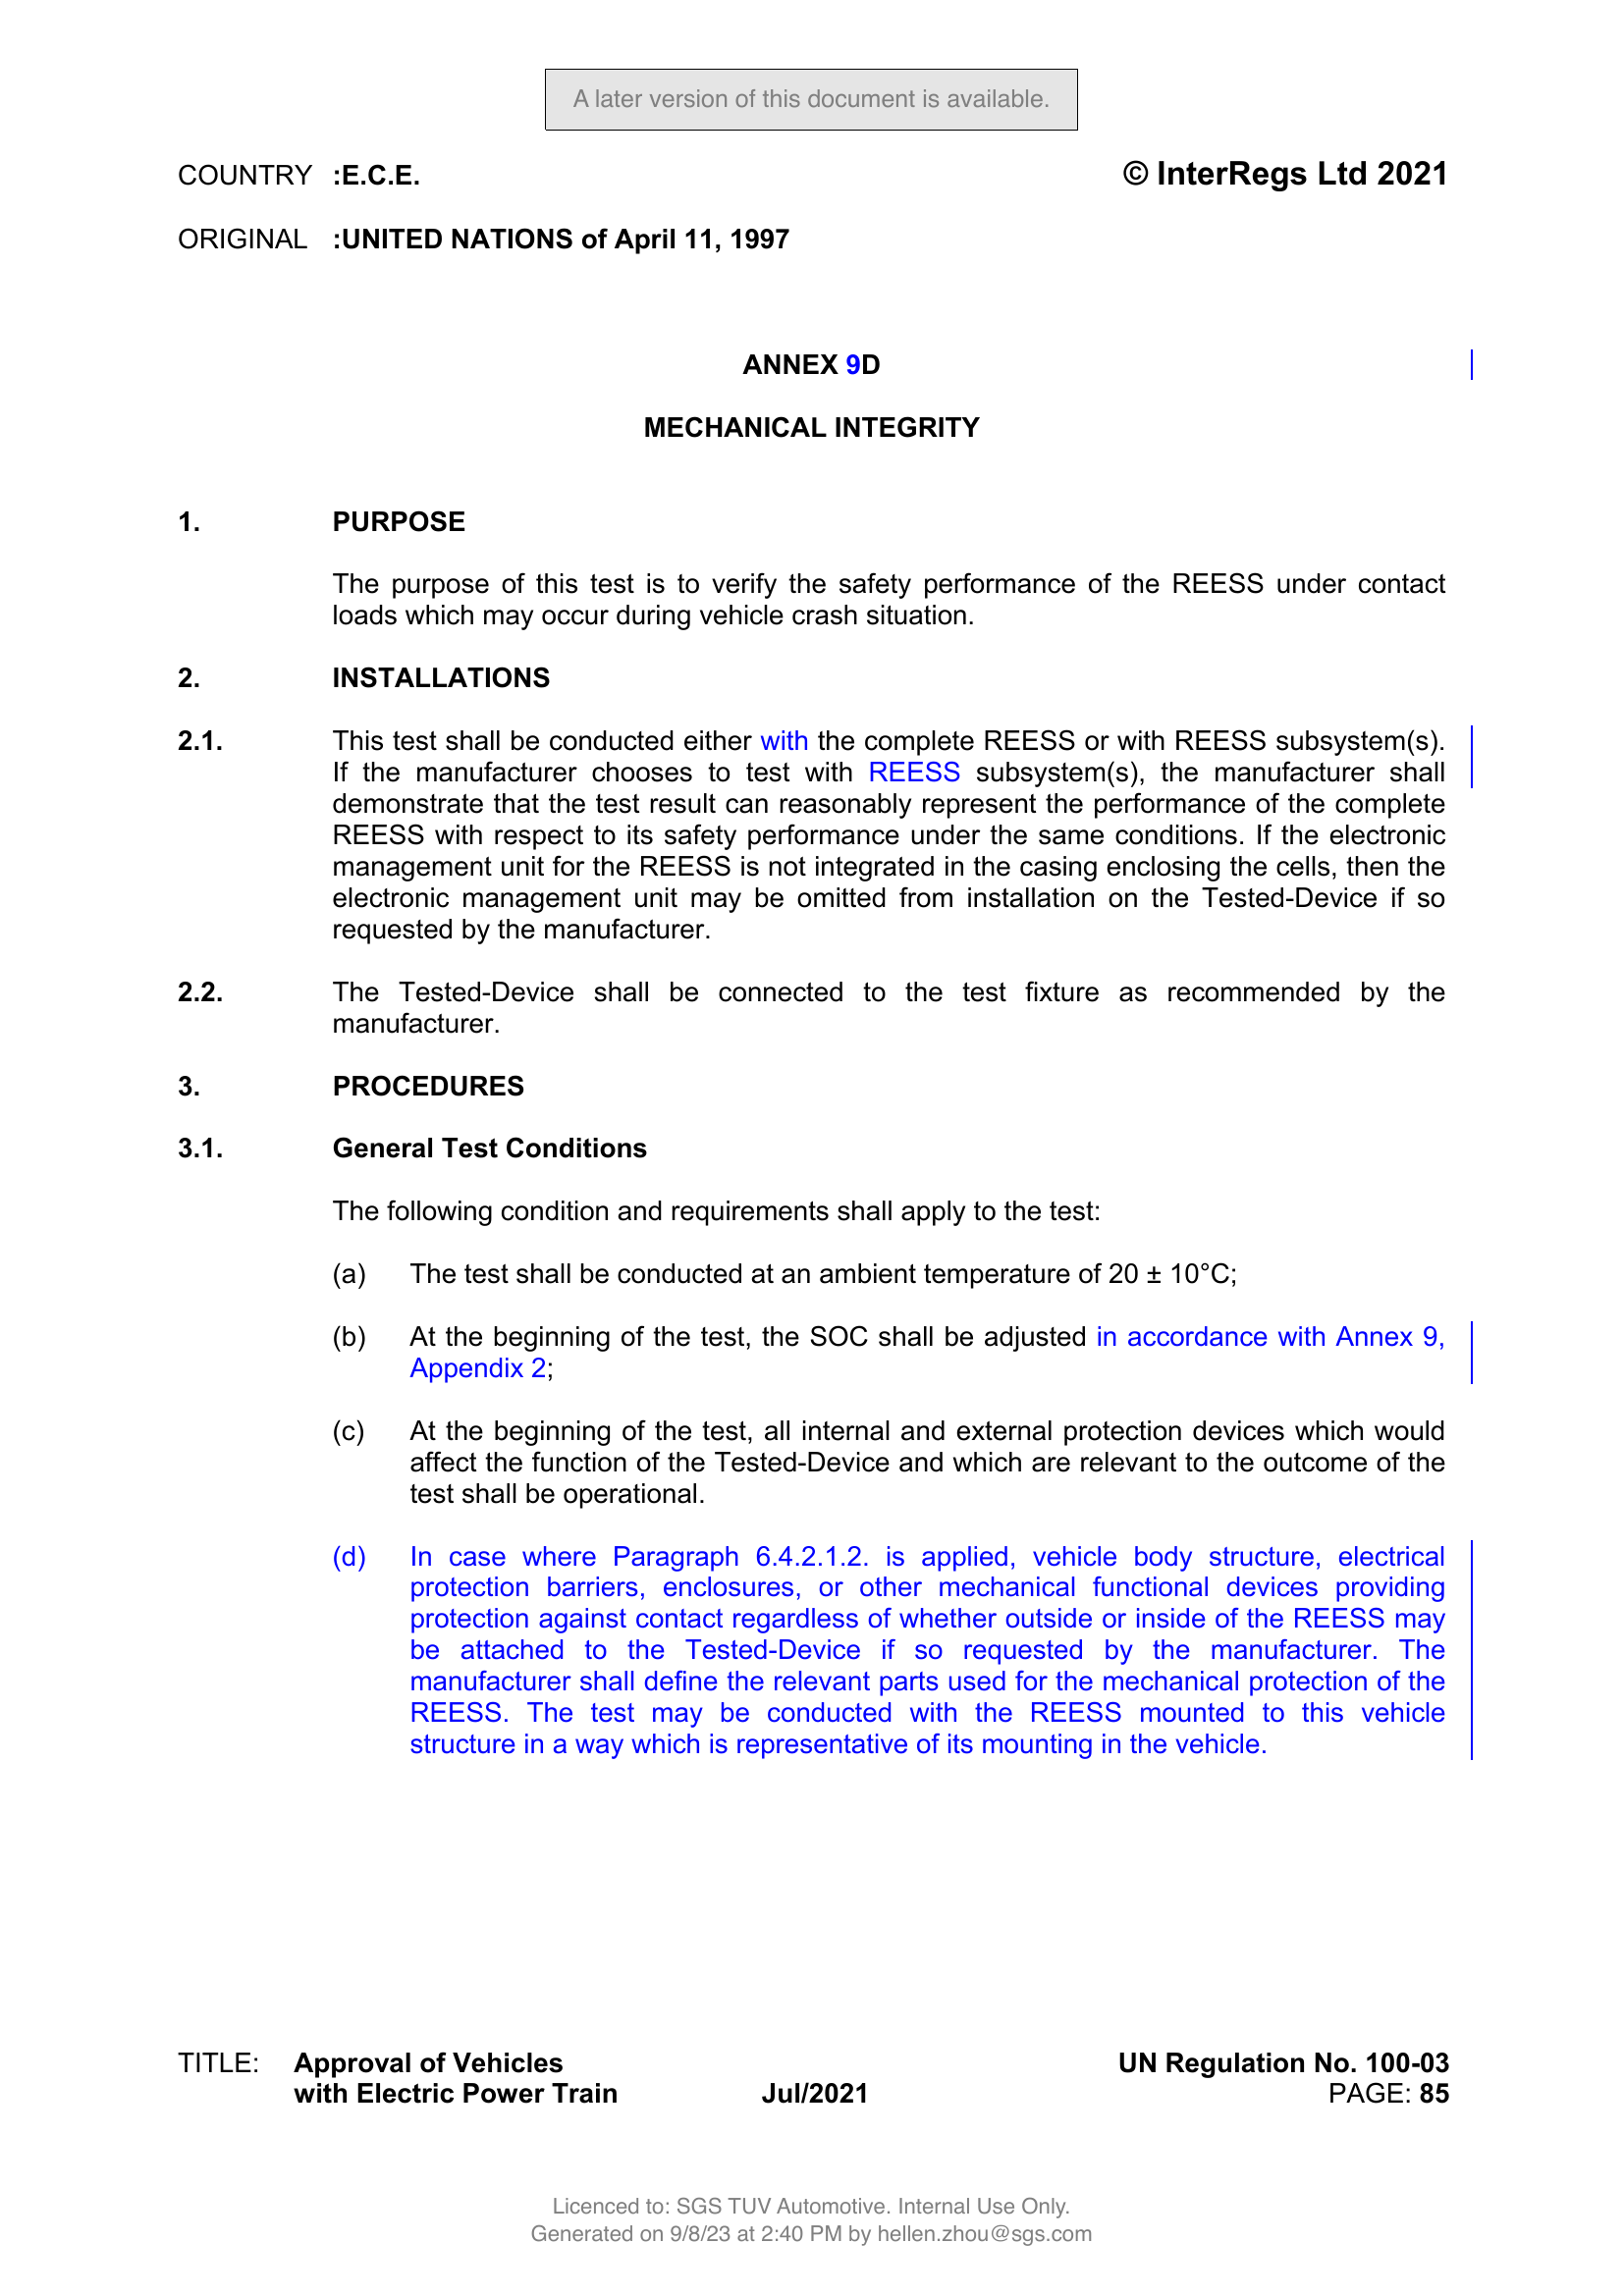 A later version of this document is available.
COUNTRY :E.C.E. © InterRegs Ltd 2021
ORIGINAL :UNITED NATIONS of April 11, 1997
ANNEX 9D
MECHANICAL INTEGRITY
1. PURPOSE
The purpose of this test is to verify the safety performance of the REESS under contact
loads which may occur during vehicle crash situation.
2. INSTALLATIONS
2.1. This test shall be conducted either with the complete REESS or with REESS subsystem(s).
If the manufacturer chooses to test with REESS subsystem(s), the manufacturer shall
demonstrate that the test result can reasonably represent the performance of the complete
REESS with respect to its safety performance under the same conditions. If the electronic
management unit for the REESS is not integrated in the casing enclosing the cells, then the
electronic management unit may be omitted from installation on the Tested-Device if so
requested by the manufacturer.
2.2. The Tested-Device shall be connected to the test fixture as recommended by the
manufacturer.
3. PROCEDURES
3.1. General Test Conditions
The following condition and requirements shall apply to the test:
(a) The test shall be conducted at an ambient temperature of 20 ± 10°C;
(b) At the beginning of the test, the SOC shall be adjusted in accordance with Annex 9,
Appendix 2;
(c) At the beginning of the test, all internal and external protection devices which would
affect the function of the Tested-Device and which are relevant to the outcome of the
test shall be operational.
(d) In case where Paragraph 6.4.2.1.2. is applied, vehicle body structure, electrical
protection barriers, enclosures, or other mechanical functional devices providing
protection against contact regardless of whether outside or inside of the REESS may
be attached to the Tested-Device if so requested by the manufacturer. The
manufacturer shall define the relevant parts used for the mechanical protection of the
REESS. The test may be conducted with the REESS mounted to this vehicle
structure in a way which is representative of its mounting in the vehicle.
TITLE: Approval of Vehicles UN Regulation No. 100-03
with Electric Power Train Jul/2021 PAGE: 85
Licenced to: SGS TUV Automotive. Internal Use Only.
Generated on 9/8/23 at 2:40 PM by hellen.zhou@sgs.com